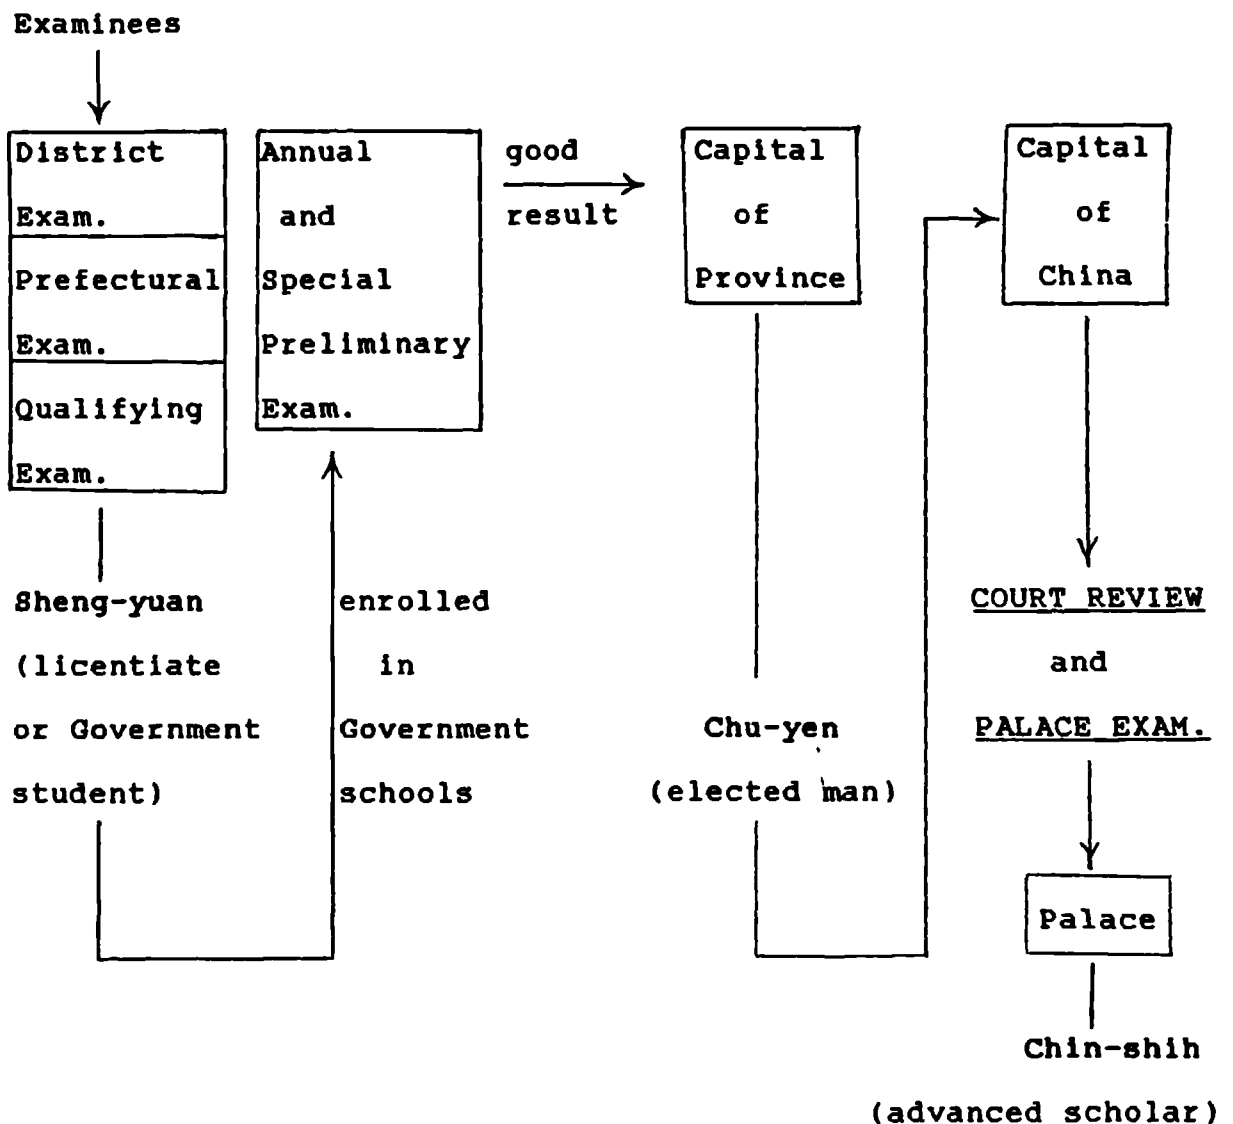 Examinees
District
Exam.
Prefectural
Exam.
Qualifying
Exam.
Sheng-yuan
(licentiate
or Government
student)
enrolled
in
Government
schools
Annual
and
Special
Preliminary
Exam.
good
result
Capital
of
Province
Chu-yen
(elected man)
Capital
of
China
COURT REVIEW
and
PALACE EXAM.
Palace
Chin-shih
(advanced scholar)